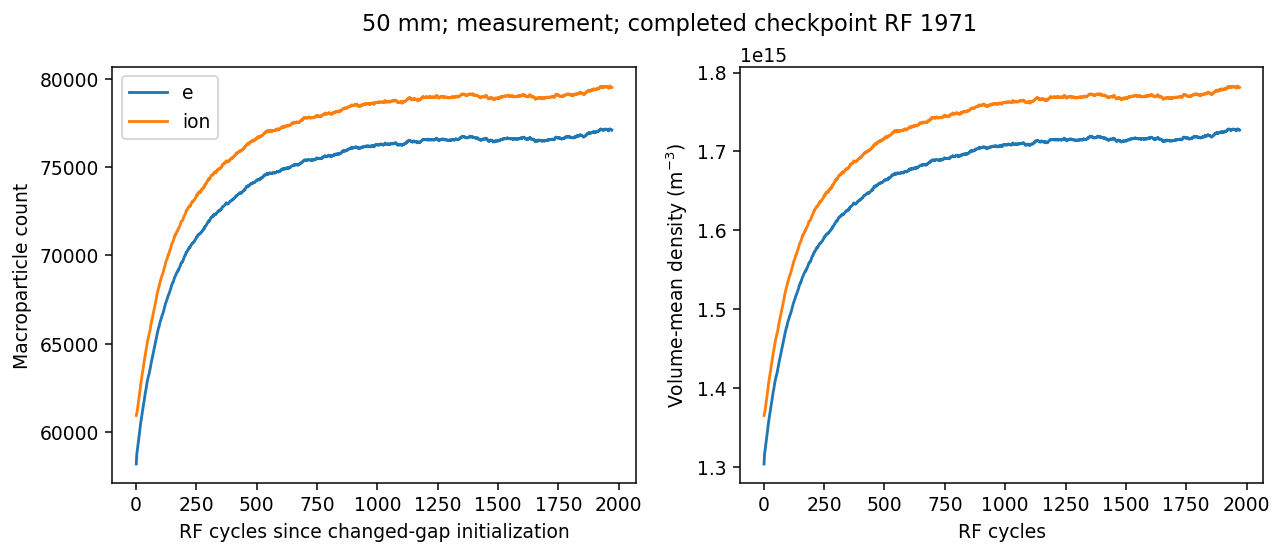 50 mm; measurement; completed checkpoint RF 1971
Macroparticle count
80000
75000
70000
65000
60000
e
ion
0 250 500 750 1000 1250 1500 1750 2000
RF cycles since changed-gap initialization
1e15
Volume-mean density (m⁻³)
1.8
1.7
1.6
1.5
1.4
1.3
0 250 500 750 1000 1250 1500 1750 2000
RF cycles